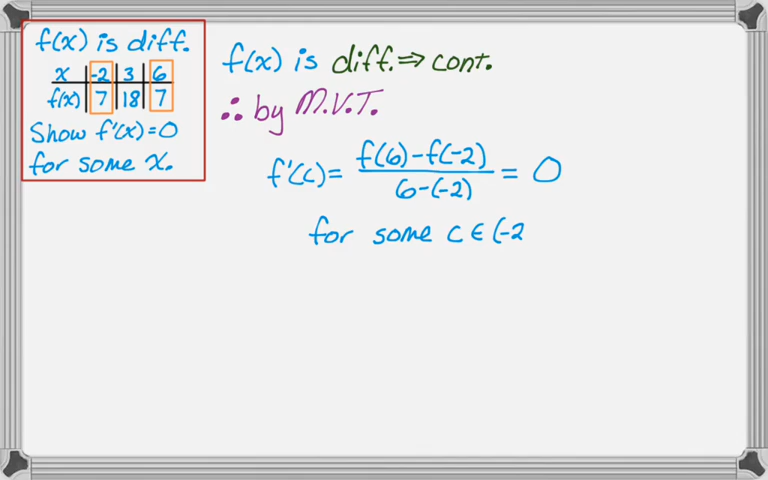 f(x) is diff.
x | -2 | 3 | 6
f(x) | 7 | 18 | 7
Show f'(x)=0
for some x.
f(x) is diff. ⇒ cont.
∴ by M.V.T.
f'(c) = (f(6)-f(-2))/(6-(-2)) = 0
for some c ∈ (-2